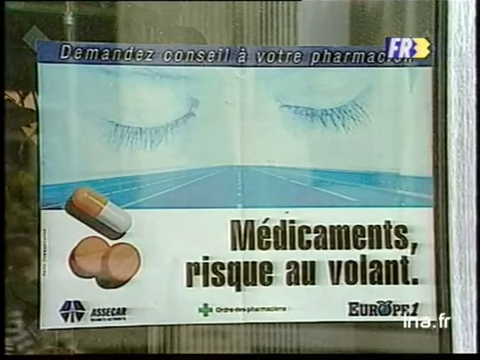 Demandez conseil à votre pharmacien
FR3
Médicaments,
risque au volant.
ASSECAR
Ordre des pharmaciens
EUROPE 1
ina.fr